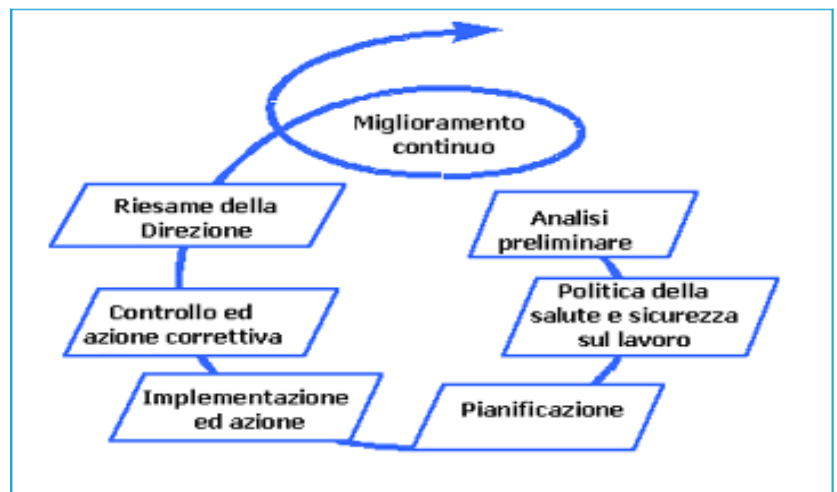 Miglioramento
continuo
Riesame della
Direzione
Analisi
preliminare
Controllo ed
azione correttiva
Politica della
salute e sicurezza
sul lavoro
Implementazione
ed azione
Pianificazione